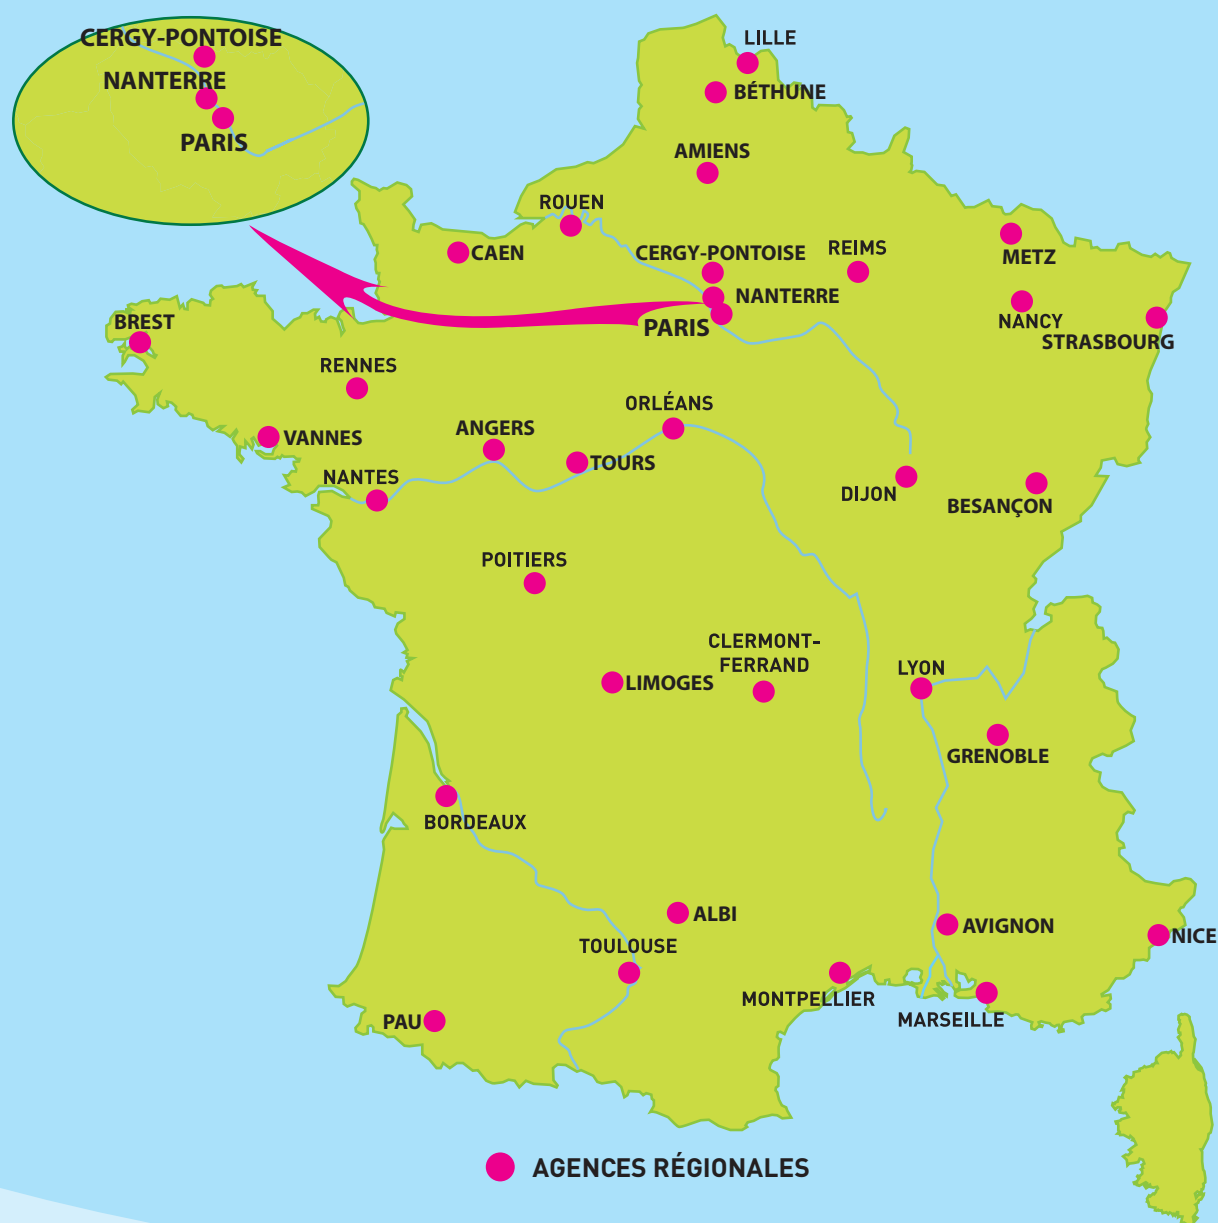 CERGY-PONTOISE
NANTERRE
PARIS
LILLE
BÉTHUNE
AMIENS
ROUEN
CAEN
CERGY-PONTOISE
REIMS
METZ
NANTERRE
PARIS
NANCY
STRASBOURG
BREST
RENNES
ORLÉANS
VANNES
ANGERS
TOURS
NANTES
DIJON
BESANÇON
POITIERS
CLERMONT-
FERRAND
LIMOGES
LYON
GRENOBLE
BORDEAUX
ALBI
AVIGNON
NICE
TOULOUSE
MONTPELLIER
MARSEILLE
PAU
AGENCES RÉGIONALES